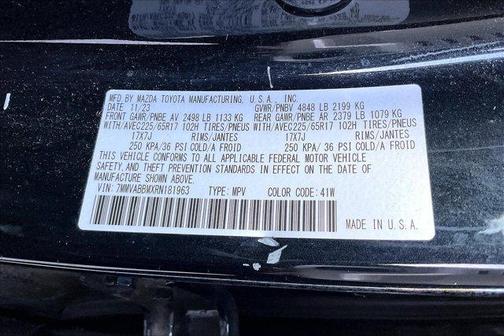 MFD. BY MAZDA TOYOTA MANUFACTURING, U.S.A., INC.
DATE: 11/23 GVWR/PNBV 4848 LB 2199 KG
FRONT GAWR/PNBE AV 2498 LB 1133 KG REAR GAWR/PNBE AR 2379 LB 1079 KG
WITH/AVEC225/65R17 102H TIRES/PNEUS WITH/AVEC225/65R17 102H TIRES/PNEUS
17X7J RIMS/JANTES 17X7J RIMS/JANTES
250 KPA/36 PSI COLD/A FROID 250 KPA/36 PSI COLD/A FROID
THIS VEHICLE CONFORMS TO ALL APPLICABLE FEDERAL MOTOR VEHICLE
SAFETY, AND THEFT PREVENTION STANDARDS IN EFFECT ON THE DATE OF
MANUFACTURE SHOWN ABOVE.
VIN: 7MMVABBMXRN181963 TYPE: MPV COLOR CODE: 41W
MADE IN U.S.A.